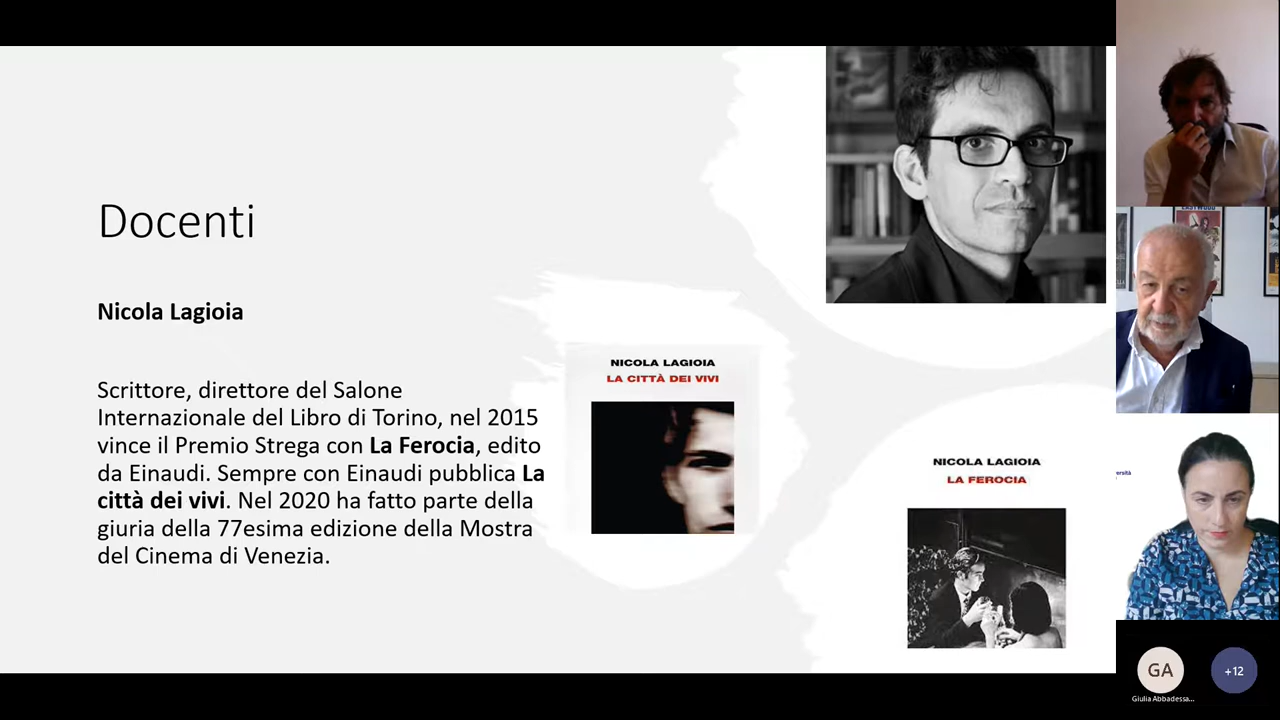 Docenti
Nicola Lagioia
Scrittore, direttore del Salone
Internazionale del Libro di Torino, nel 2015
vince il Premio Strega con La Ferocia, edito
da Einaudi. Sempre con Einaudi pubblica La
città dei vivi. Nel 2020 ha fatto parte della
giuria della 77esima edizione della Mostra
del Cinema di Venezia.
NICOLA LAGIOIA
LA CITTÀ DEI VIVI
NICOLA LAGIOIA
LA FEROCIA
EASTWOOD
ersità
GA
+12
Giulia Abbadessa...